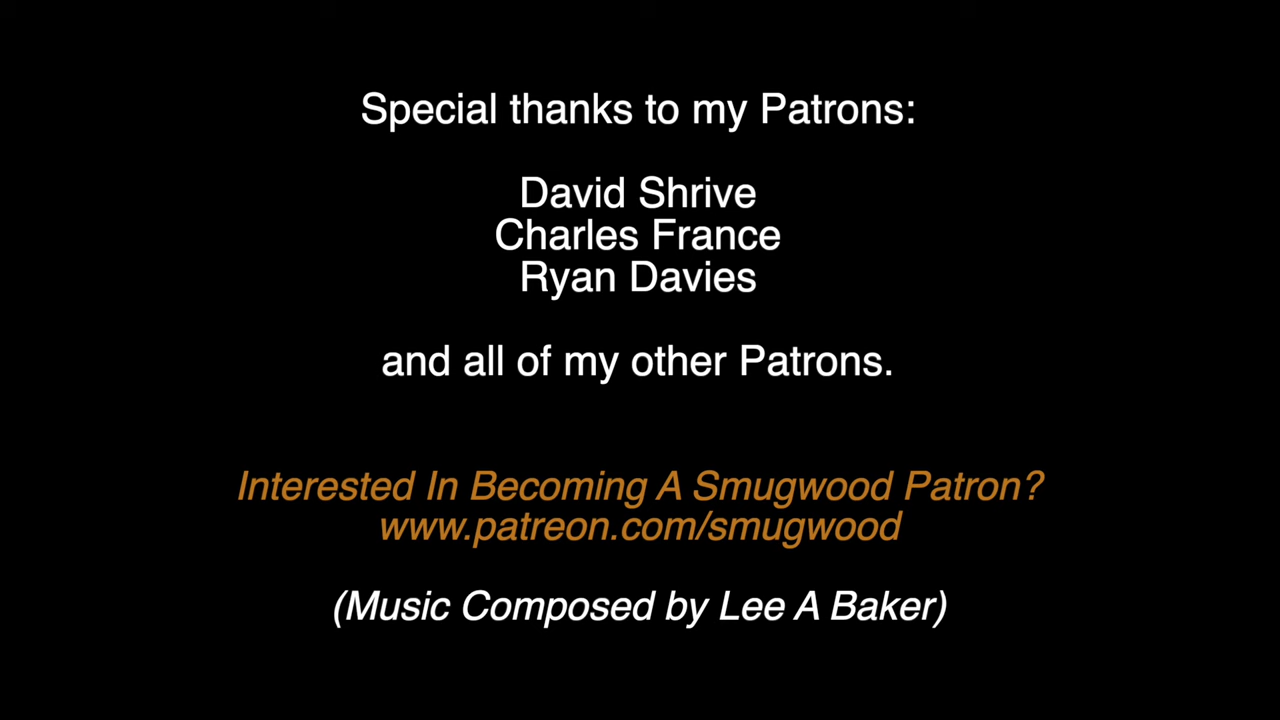 Special thanks to my Patrons:
David Shrive
Charles France
Ryan Davies
and all of my other Patrons.
Interested In Becoming A Smugwood Patron?
www.patreon.com/smugwood
(Music Composed by Lee A Baker)